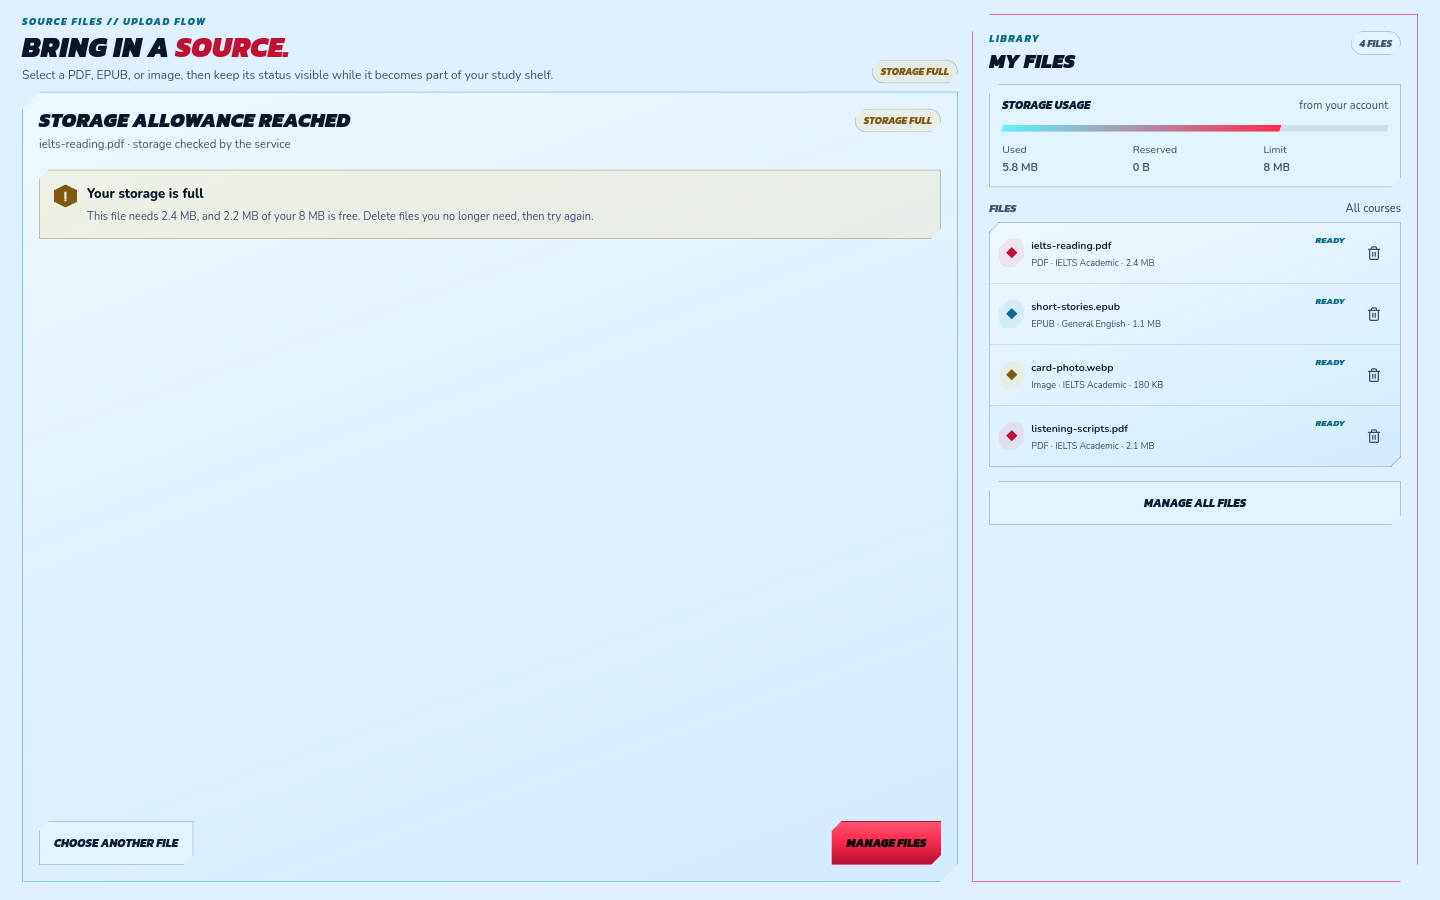 SOURCE FILES // UPLOAD FLOW
BRING IN A SOURCE.
Select a PDF, EPUB, or image, then keep its status visible while it becomes part of your study shelf.
STORAGE FULL
STORAGE ALLOWANCE REACHED
STORAGE FULL
ielts-reading.pdf · storage checked by the service
!
Your storage is full
This file needs 2.4 MB, and 2.2 MB of your 8 MB is free. Delete files you no longer need, then try again.
CHOOSE ANOTHER FILE
MANAGE FILES
LIBRARY
MY FILES
4 FILES
STORAGE USAGE
from your account
Used
Reserved
Limit
5.8 MB
0 B
8 MB
FILES
All courses
ielts-reading.pdf
READY
PDF · IELTS Academic · 2.4 MB
short-stories.epub
READY
EPUB · General English · 1.1 MB
card-photo.webp
READY
Image · IELTS Academic · 180 KB
listening-scripts.pdf
READY
PDF · IELTS Academic · 2.1 MB
MANAGE ALL FILES